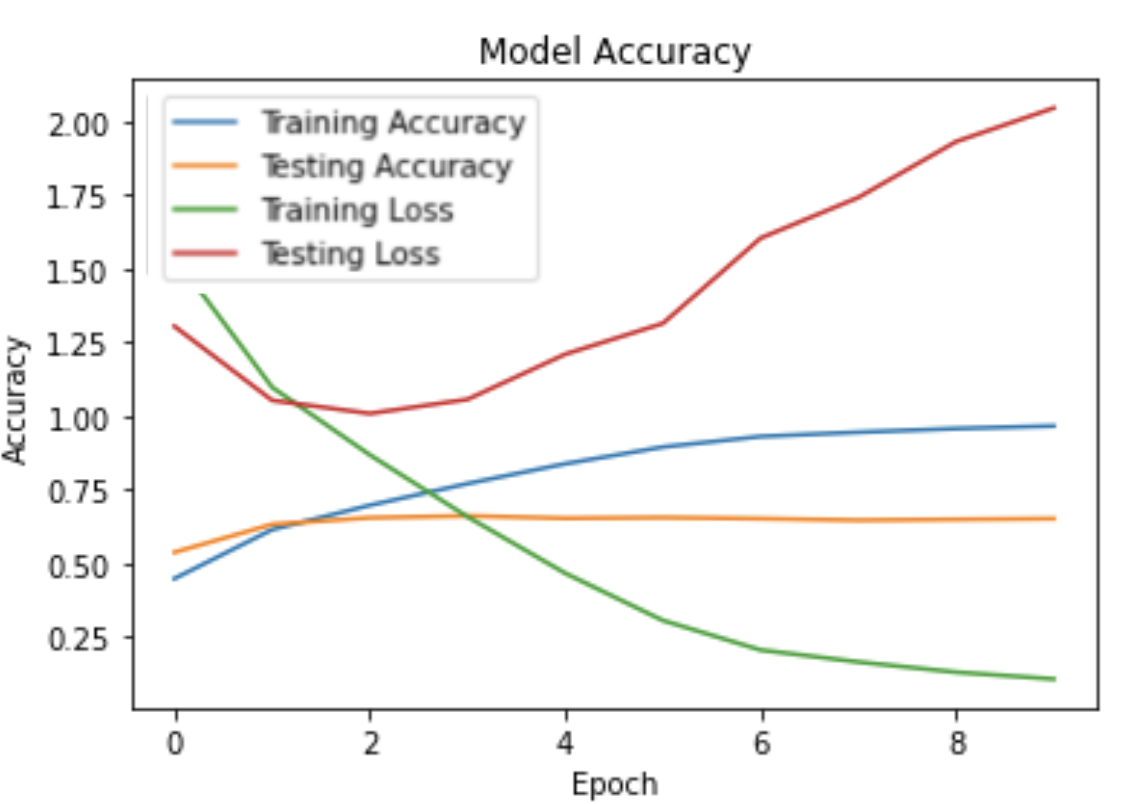 Model Accuracy
Training Accuracy
Testing Accuracy
Training Loss
Testing Loss
2.00
1.75
1.50
1.25
1.00
0.75
0.50
0.25
Accuracy
0 2 4 6 8
Epoch